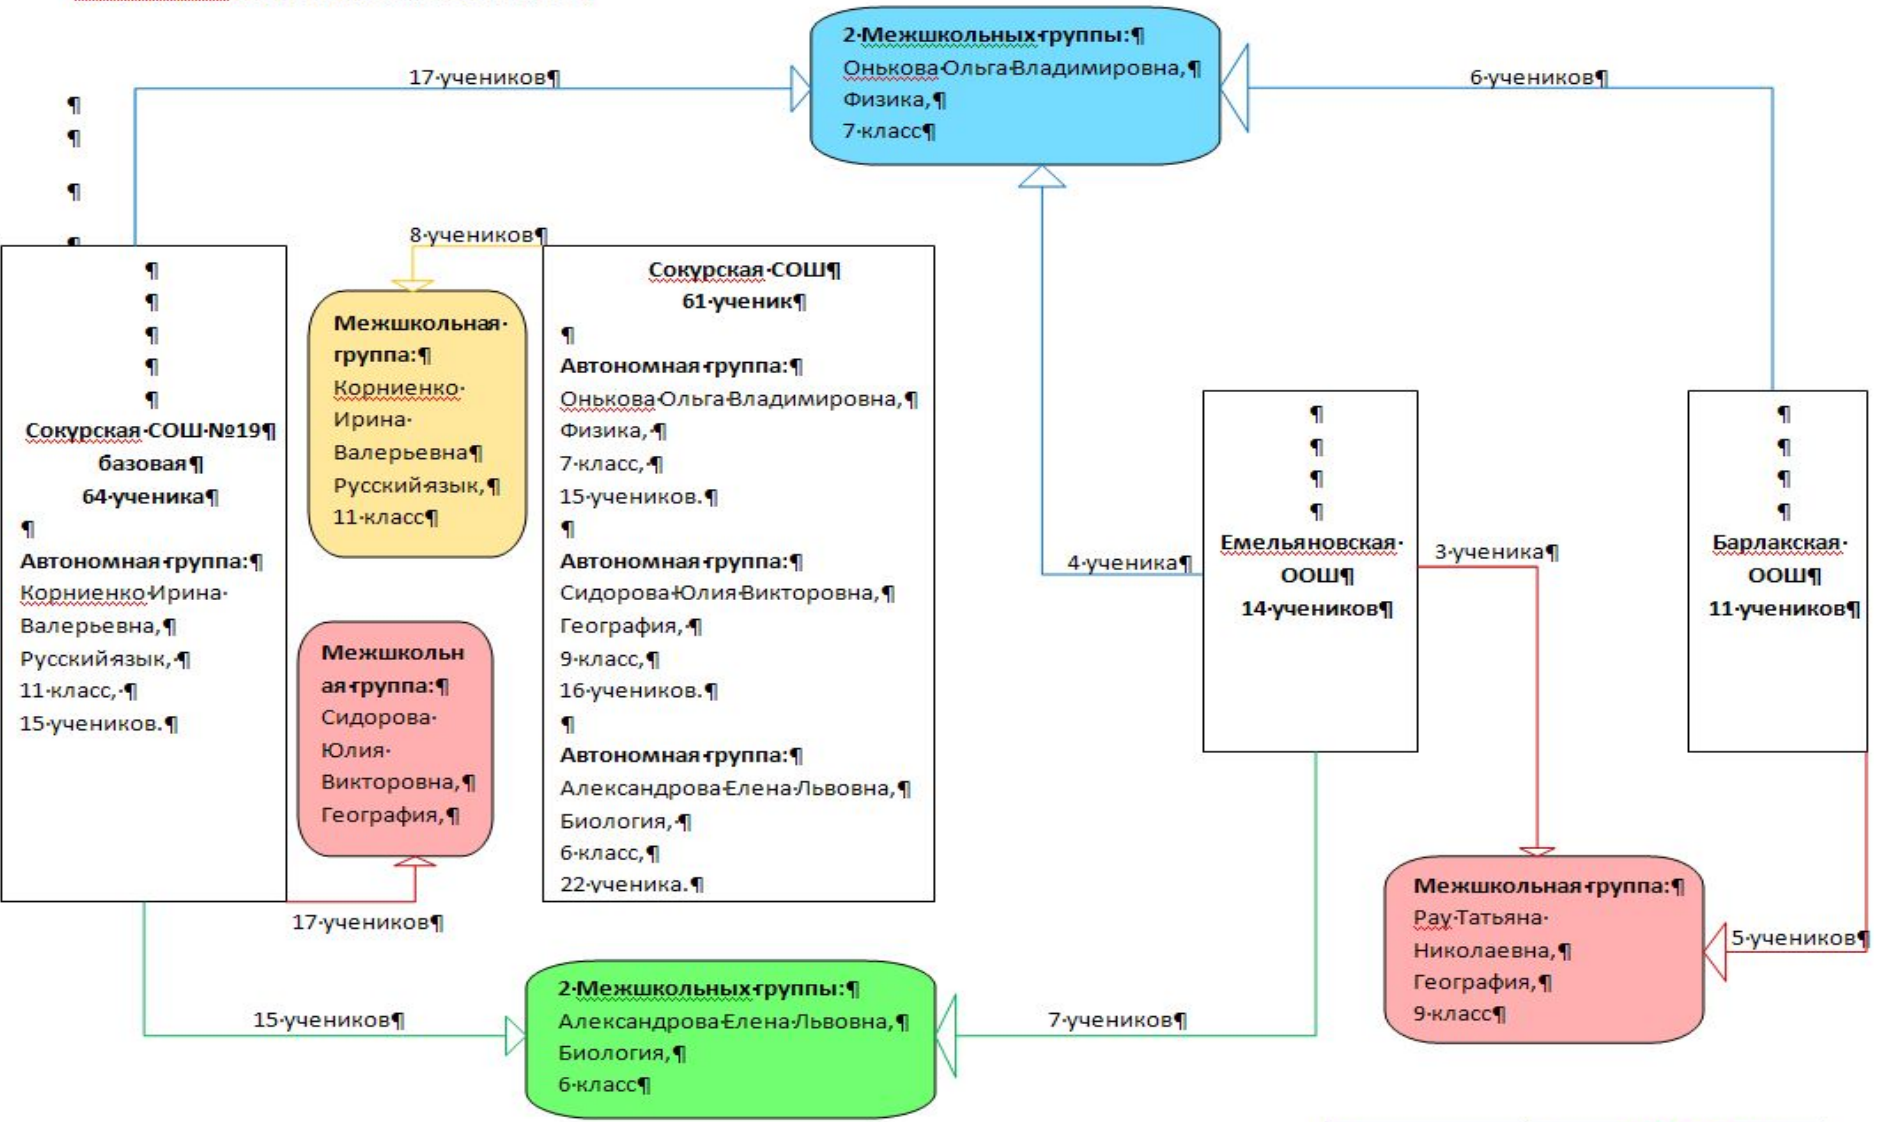 2 Межшкольных группы:
Онькова Ольга Владимировна,
Физика,
7 класс
17 учеников
6 учеников
8 учеников
Сокурская СОШ №19
базовая
64 ученика
Автономная группа:
Корниенко Ирина
Валерьевна,
Русский язык,
11 класс,
15 учеников.
Межшкольная
группа:
Корниенко
Ирина
Валерьевна
Русский язык,
11 класс
Межшкольн
ая группа:
Сидорова
Юлия
Викторовна,
География,
17 учеников
Сокурская СОШ
61 ученик
Автономная группа:
Онькова Ольга Владимировна,
Физика,
7 класс,
15 учеников.
Автономная группа:
Сидорова Юлия Викторовна,
География,
9 класс,
16 учеников.
Автономная группа:
Александрова Елена Львовна,
Биология,
6 класс,
22 ученика.
4 ученика
Емельяновская
ООШ
14 учеников
3 ученика
Барлакская
ООШ
11 учеников
Межшкольная группа:
Рау Татьяна
Николаевна,
География,
9 класс
5 учеников
15 учеников
2 Межшкольных группы:
Александрова Елена Львовна,
Биология,
6 класс
7 учеников